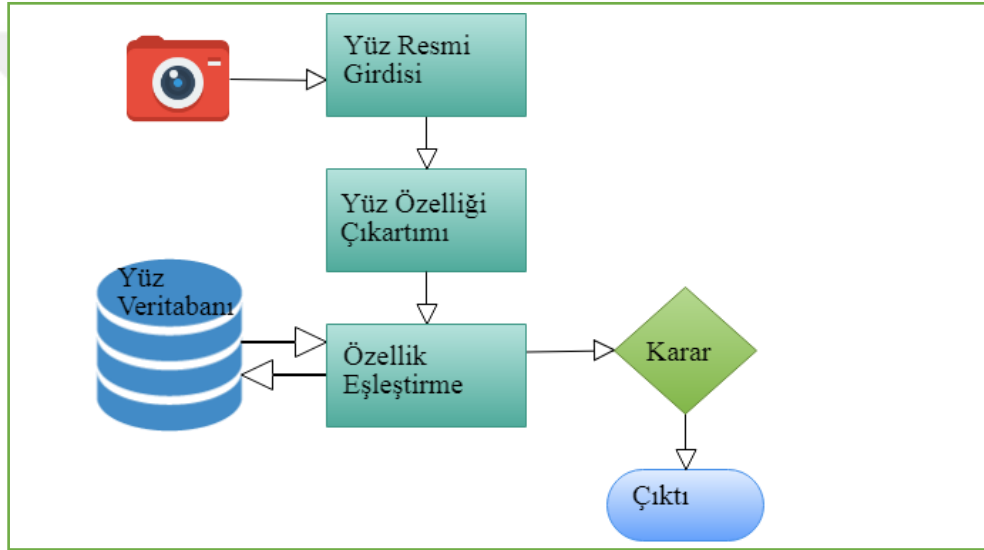 Yüz Resmi
Girdisi
Yüz Özelliği
Çıkartımı
Yüz
Veritabanı
Özellik
Eşleştirme
Karar
Çıktı